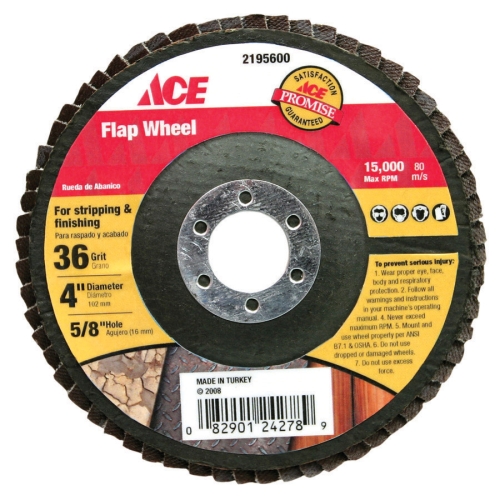 2195600
ACE
SATISFACTION
PROMISE
GUARANTEED
Flap Wheel
Rueda de Abanico
15,000 80
Max RPM m/s
For stripping &
finishing
Para raspado y acabado
36 Grit
Grano
4" Diameter
Diámetro
102 mm
5/8" Hole
Agujero (16 mm)
To prevent serious injury:
1. Wear proper eye, face,
body and respiratory
protection. 2. Follow all
warnings and instructions
in your machine's operating
manual. 4. Never exceed
maximum RPM. 5. Mount and
use wheel properly per ANSI
B7.1 & OSHA. 6. Do not use
dropped or damaged wheels.
7. Do not use excess
force.
MADE IN TURKEY
© 2008
0 82901 24278 9